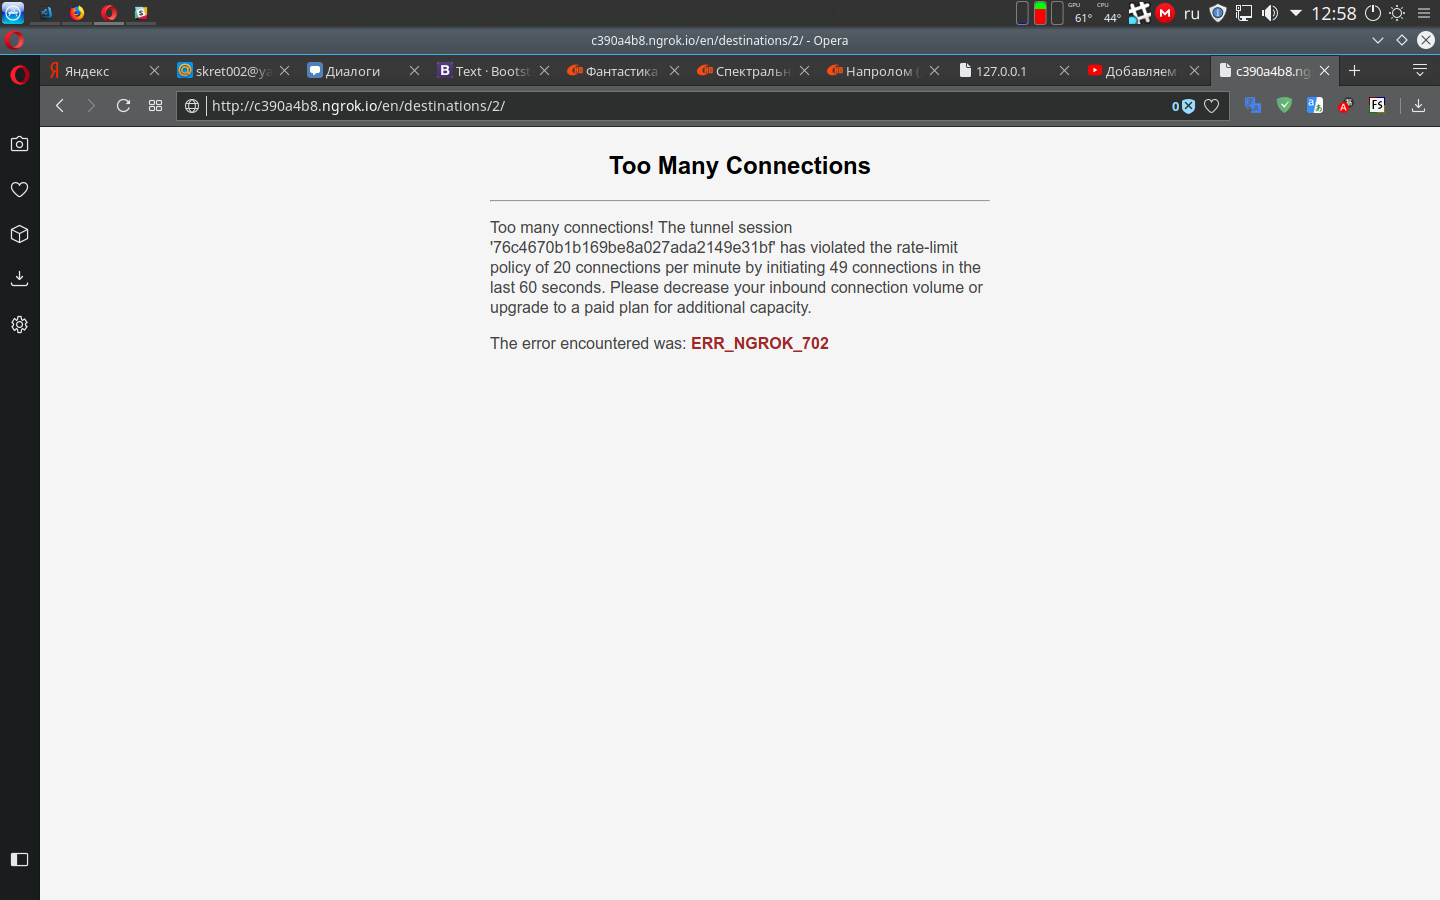 GPU
61°
CPU
44°
ru
12:58
c390a4b8.ngrok.io/en/destinations/2/ - Opera
Яндекс
skret002@ya
Диалоги
B Text · Bootst
Фантастика
Спектральн
Напролом (
127.0.0.1
Добавляем
c390a4b8.ng
http://c390a4b8.ngrok.io/en/destinations/2/
0
FS
Too Many Connections
Too many connections! The tunnel session
'76c4670b1b169be8a027ada2149e31bf' has violated the rate-limit
policy of 20 connections per minute by initiating 49 connections in the
last 60 seconds. Please decrease your inbound connection volume or
upgrade to a paid plan for additional capacity.
The error encountered was: ERR_NGROK_702